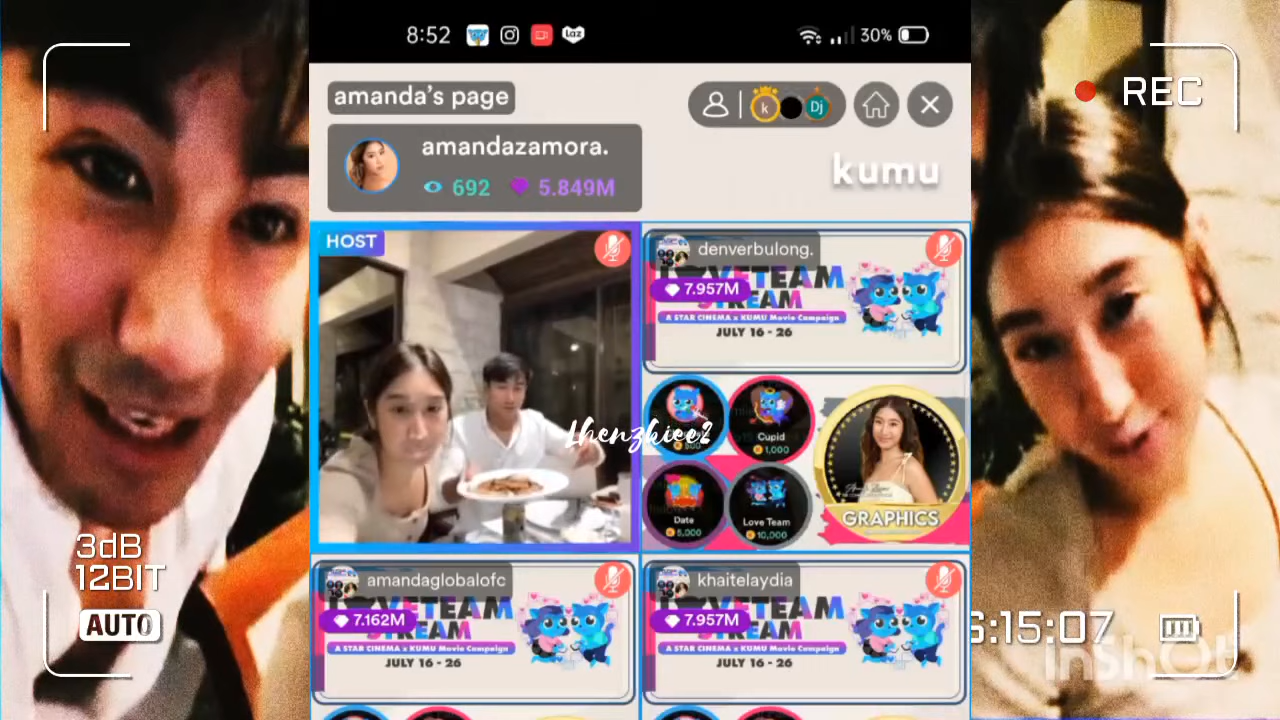 8:52
laz
30%
REC
amanda's page
k
Dj
amandazamora.
692
5.849M
kumu
HOST
denverbulong.
7.957M
LOVETEAM
STREAM
A STAR CINEMA x KUMU Movie Campaign
JULY 16 - 26
Lhenzkiee2
Cupid
1,000
Date
5,000
Love Team
10,000
GRAPHICS
3dB
12BIT
AUTO
amandaglobalofc
7.162M
LOVETEAM
STREAM
A STAR CINEMA x KUMU Movie Campaign
JULY 16 - 26
khaitelaydia
7.957M
LOVETEAM
STREAM
A STAR CINEMA x KUMU Movie Campaign
JULY 16 - 26
6:15:07
InShOt